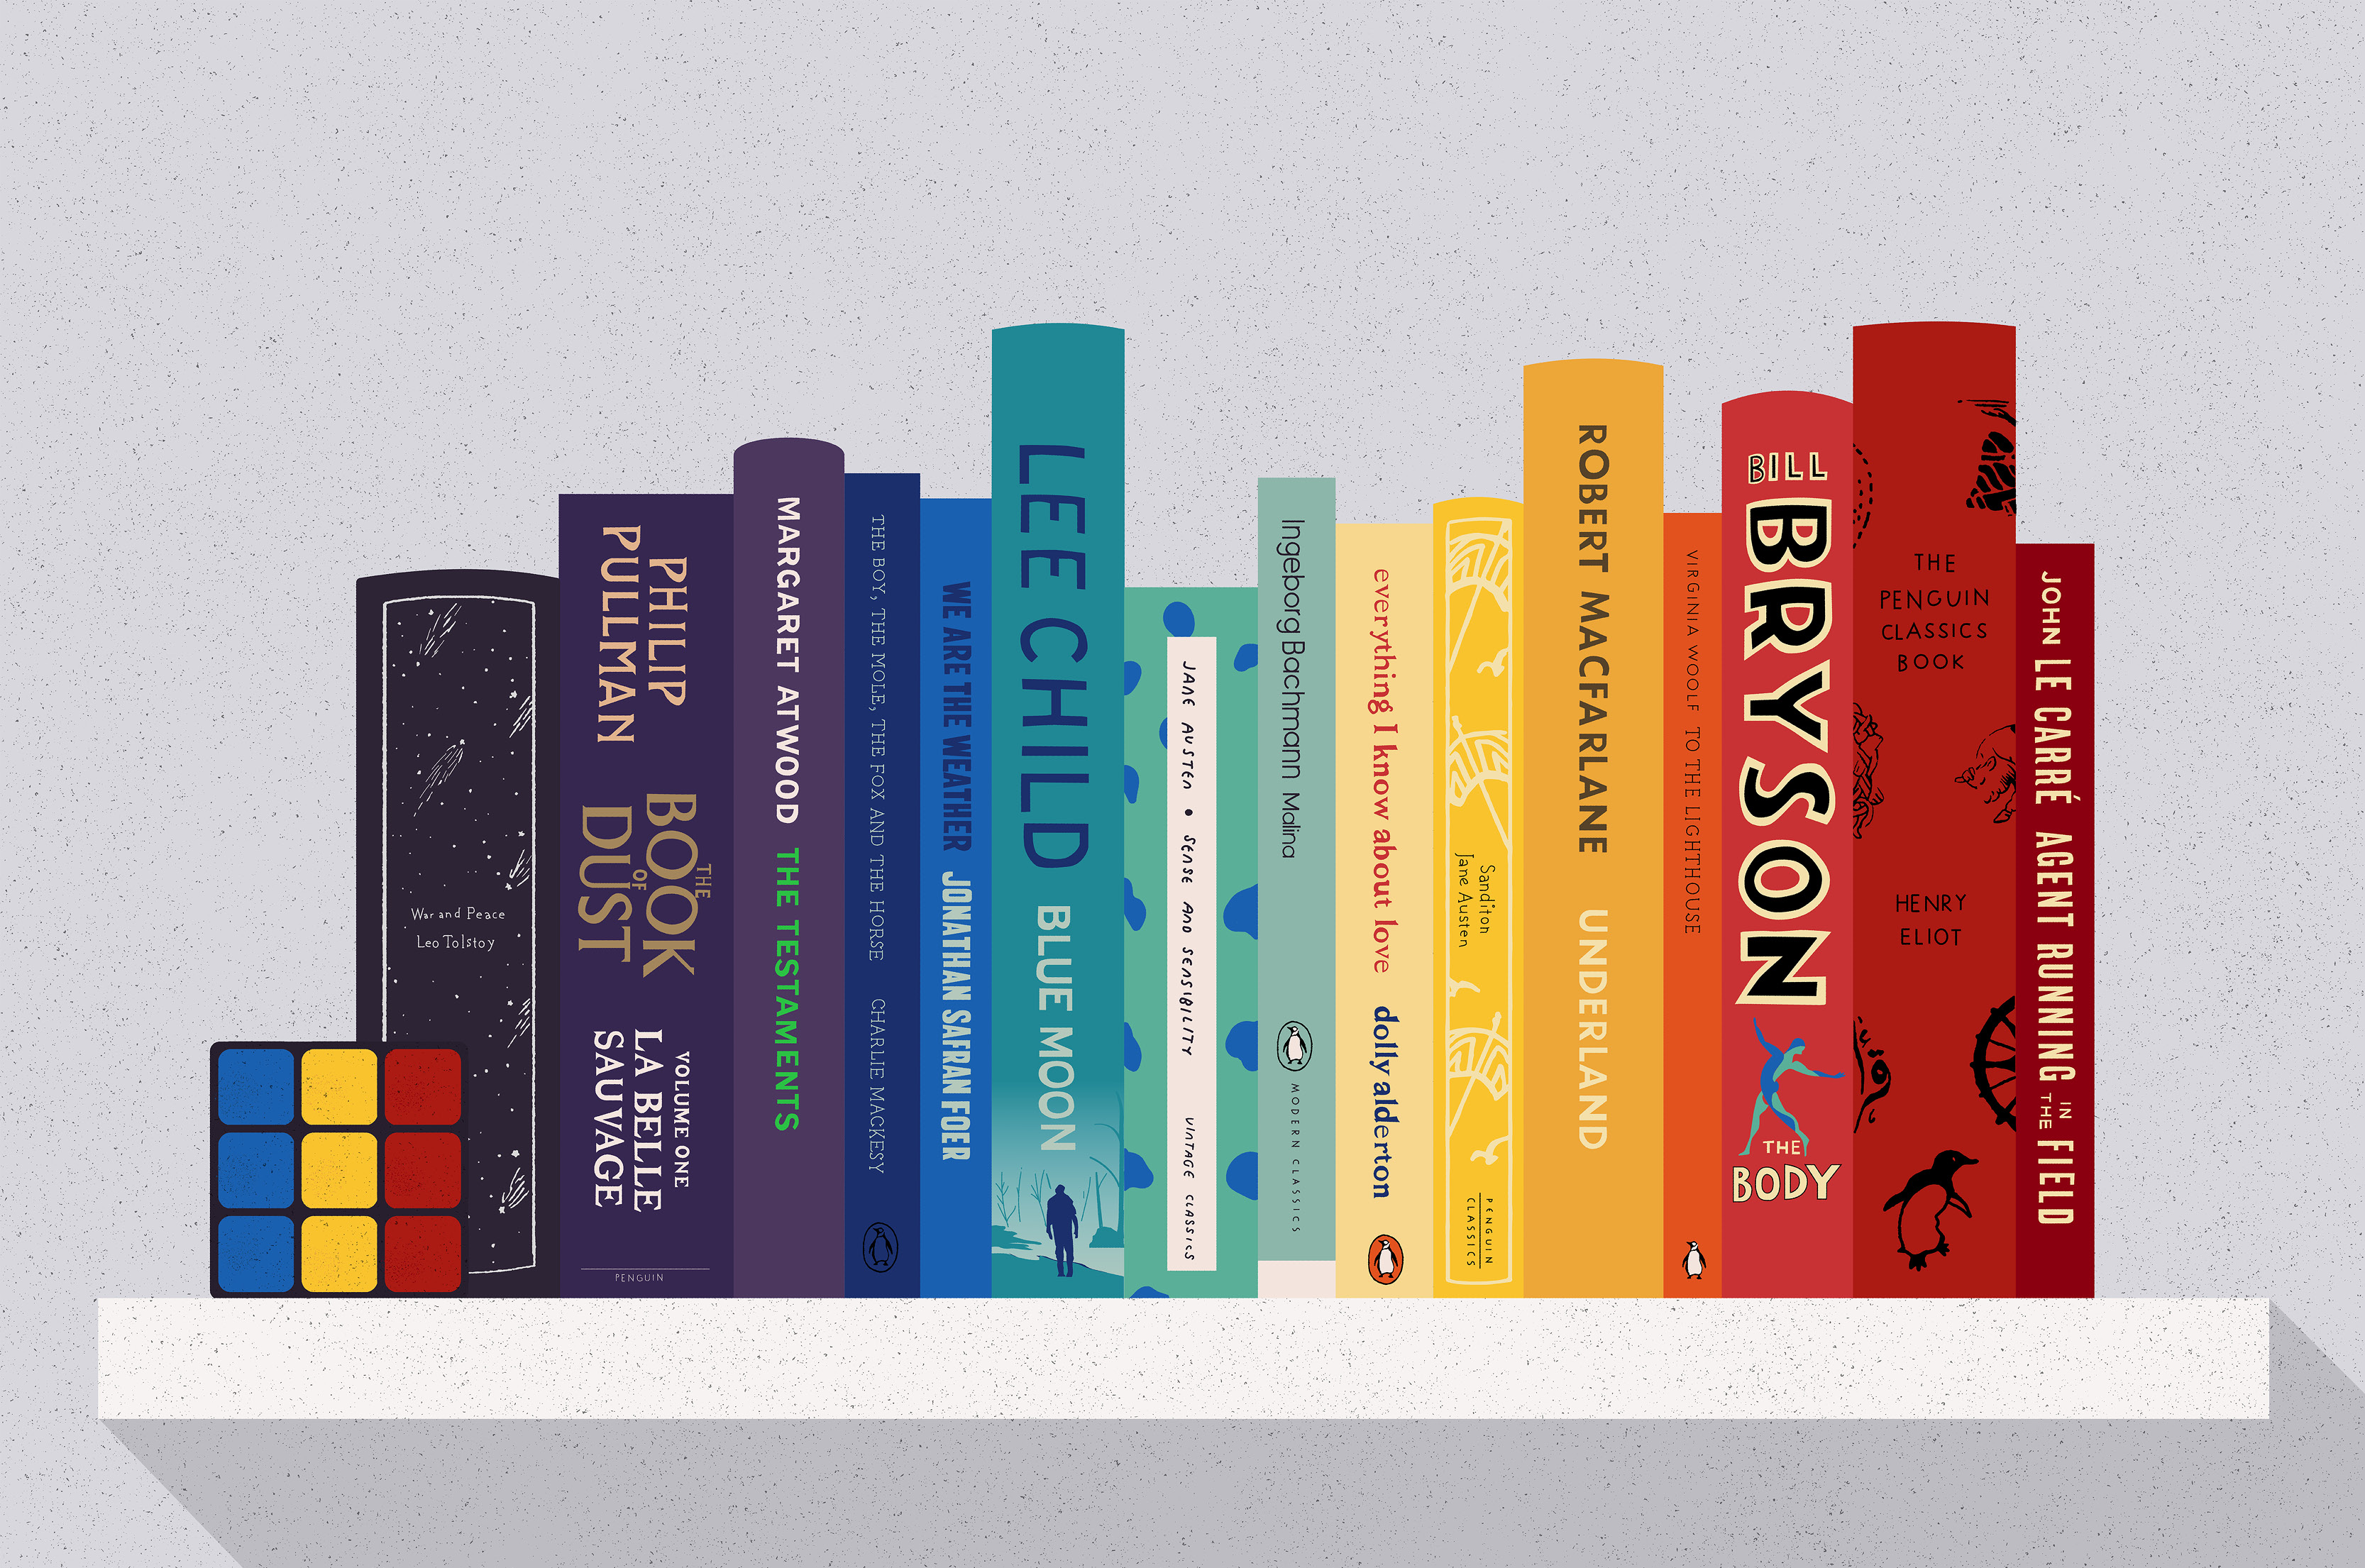 War and Peace
Leo Tolstoy
PHILIP
PULLMAN
THE
BOOK
OF
DUST
VOLUME ONE
LA BELLE
SAUVAGE
PENGUIN
MARGARET ATWOOD THE TESTAMENTS
THE BOY, THE MOLE, THE FOX AND THE HORSE CHARLIE MACKESY
WE ARE THE WEATHER JONATHAN SAFRAN FOER
LEE CHILD BLUE MOON
JANE AUSTEN • SENSE AND SENSIBILITY VINTAGE CLASSICS
Ingeborg Bachmann Malina
MODERN CLASSICS
everything I know about love dolly alderton
Sanditon
Jane Austen
PENGUIN
CLASSICS
ROBERT MACFARLANE UNDERLAND
VIRGINIA WOOLF TO THE LIGHTHOUSE
BILL
BRYSON
THE
BODY
THE
PENGUIN
CLASSICS
BOOK
HENRY
ELIOT
JOHN LE CARRÉ AGENT RUNNING IN THE FIELD